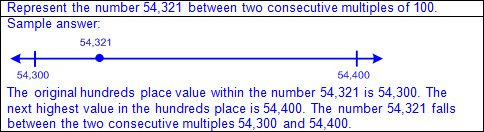 Represent the number 54,321 between two consecutive multiples of 100.
Sample answer:
54,321
54,300 54,400
The original hundreds place value within the number 54,321 is 54,300. The
next highest value in the hundreds place is 54,400. The number 54,321 falls
between the two consecutive multiples 54,300 and 54,400.